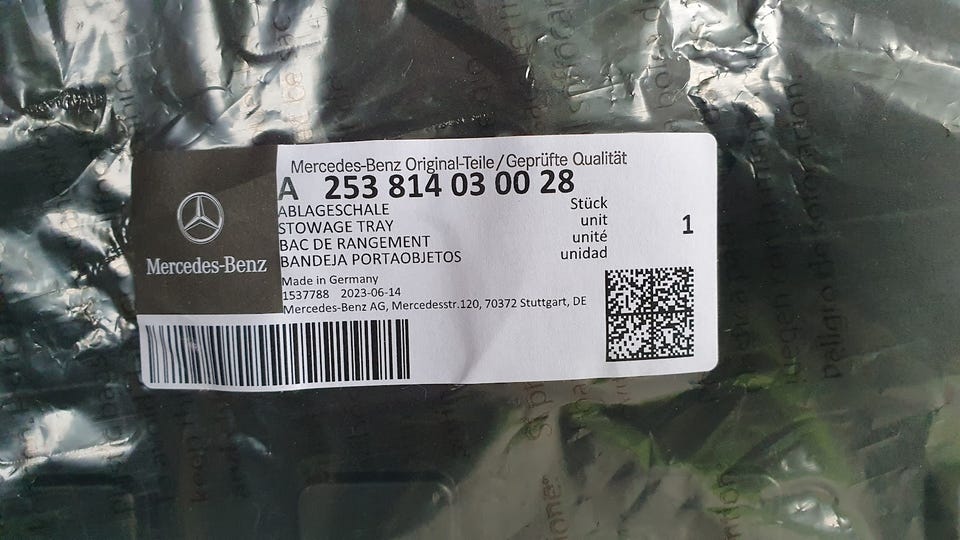 Mercedes-Benz Original-Teile/Geprüfte Qualität
A 253 814 03 00 28
ABLAGESCHALE
STOWAGE TRAY
BAC DE RANGEMENT
BANDEJA PORTAOBJETOS
Stück
unit
unité
unidad
1
Mercedes-Benz
Made in Germany
1537788 2023-06-14
Mercedes-Benz AG, Mercedesstr.120, 70372 Stuttgart, DE